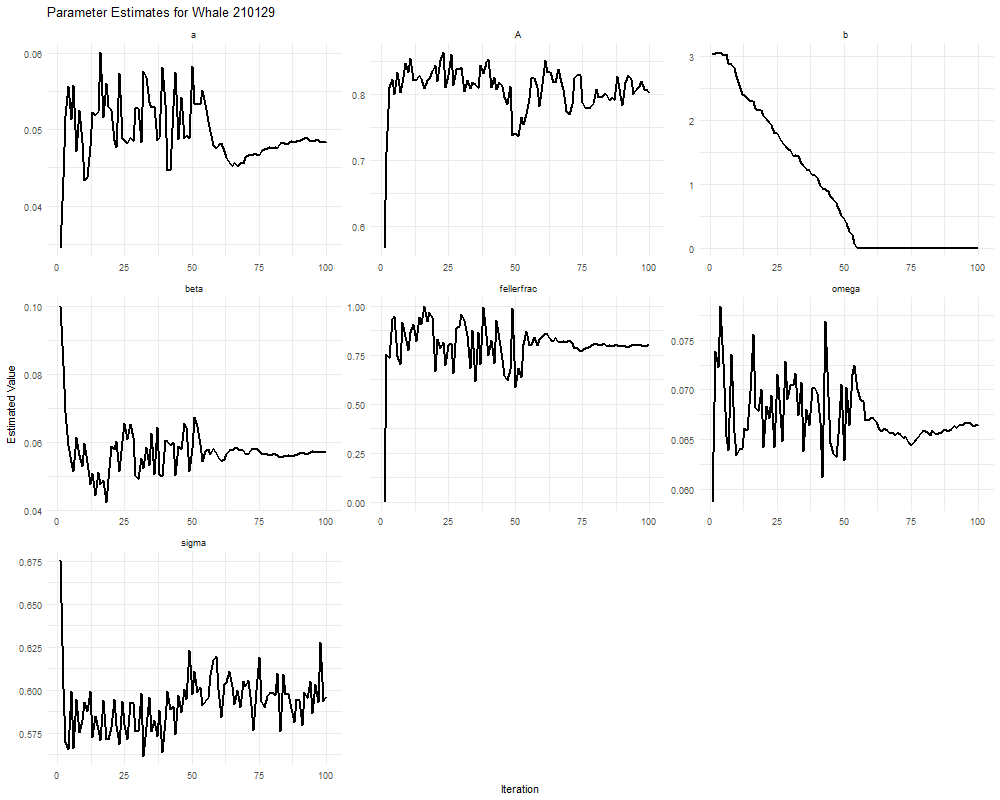 Parameter Estimates for Whale 210129
a
A
b
0.06
0.05
0.04
0 25 50 75 100
0.8
0.7
0.6
0 25 50 75 100
3
2
1
0
0 25 50 75 100
beta
fellerfrac
omega
0.10
0.08
0.06
0.04
0 25 50 75 100
1.00
0.75
0.50
0.25
0.00
0 25 50 75 100
0.075
0.070
0.065
0.060
0 25 50 75 100
sigma
0.675
0.650
0.625
0.600
0.575
0 25 50 75 100
Estimated Value
Iteration